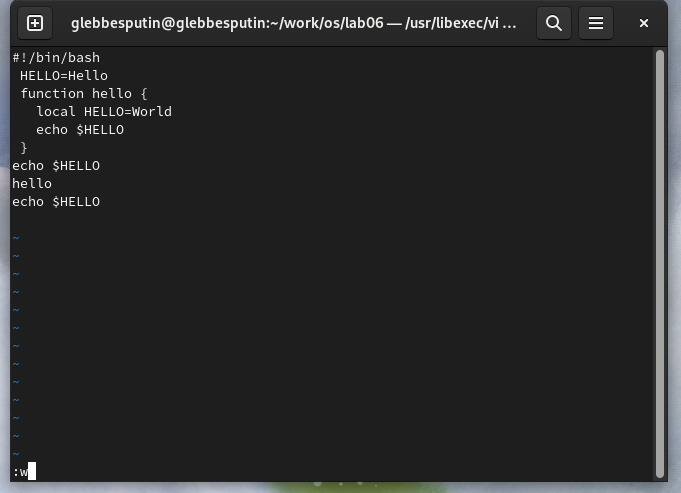 glebbesputin@glebbesputin:~/work/os/lab06 — /usr/libexec/vi ...
#!/bin/bash
 HELLO=Hello
 function hello {
   local HELLO=World
   echo $HELLO
 }
echo $HELLO
hello
echo $HELLO
~
~
~
~
~
~
~
~
~
~
~
~
~
:w